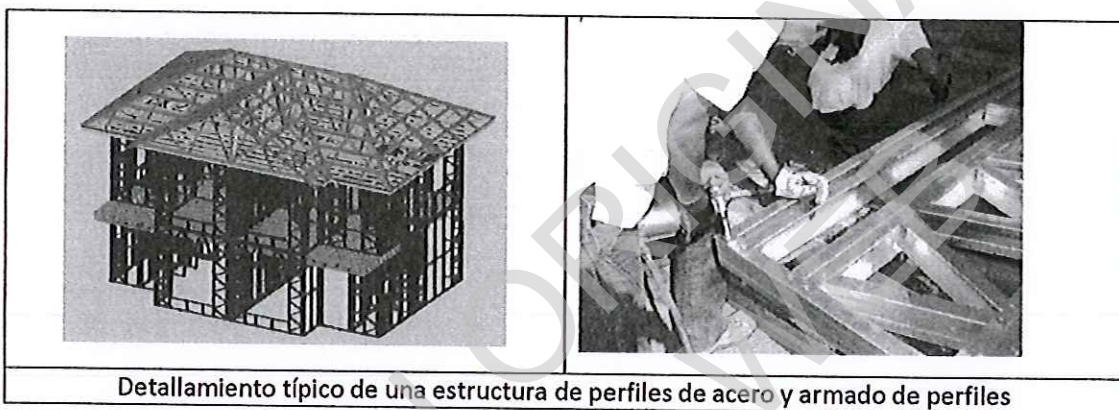 Detallamiento típico de una estructura de perfiles de acero y armado de perfiles